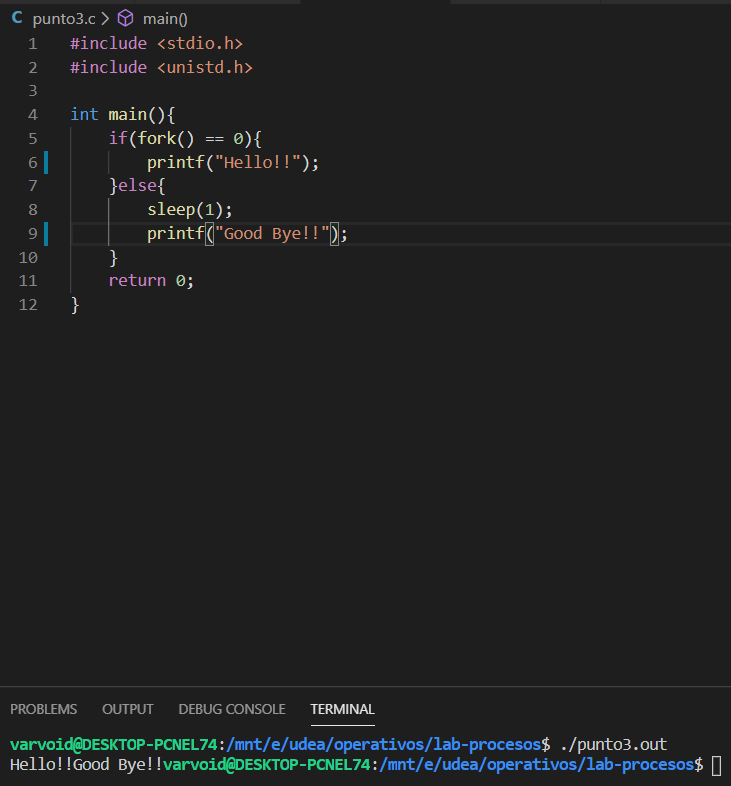 C punto3.c > main()
1 #include <stdio.h>
2 #include <unistd.h>
3
4 int main(){
5     if(fork() == 0){
6         printf("Hello!!");
7     }else{
8         sleep(1);
9         printf("Good Bye!!");
10     }
11     return 0;
12 }
PROBLEMS OUTPUT DEBUG CONSOLE TERMINAL
varvoid@DESKTOP-PCNEL74:/mnt/e/udea/operativos/lab-procesos$ ./punto3.out
Hello!!Good Bye!!varvoid@DESKTOP-PCNEL74:/mnt/e/udea/operativos/lab-procesos$